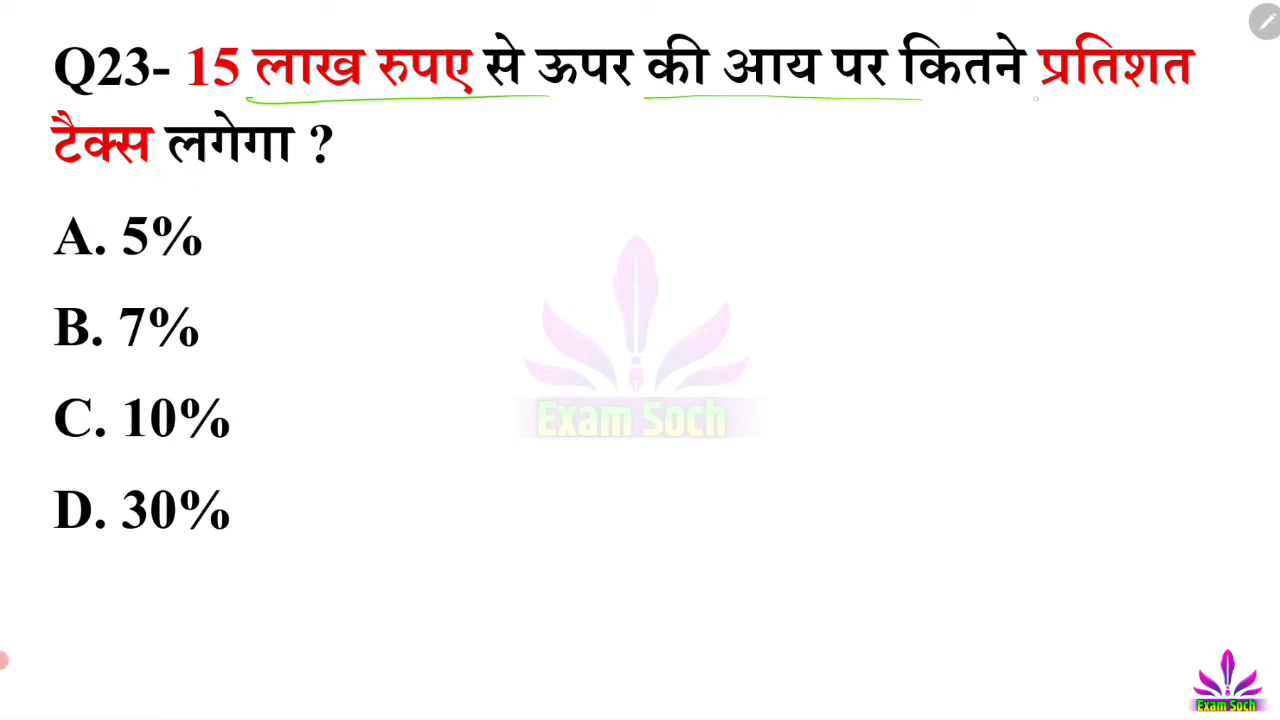 Q23- 15 लाख रुपए से ऊपर की आय पर कितने प्रतिशत
टैक्स लगेगा ?
A. 5%
B. 7%
C. 10%
D. 30%
Exam Soch
Exam Soch